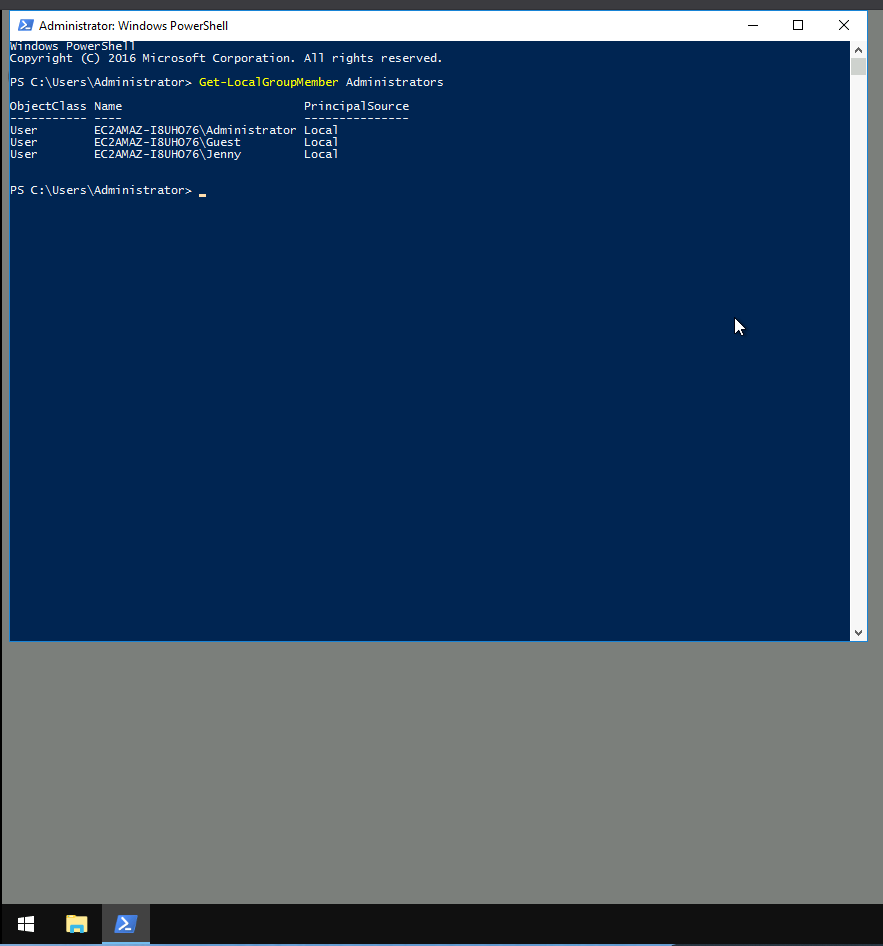 Administrator: Windows PowerShell
Windows PowerShell
Copyright (C) 2016 Microsoft Corporation. All rights reserved.
PS C:\Users\Administrator> Get-LocalGroupMember Administrators
ObjectClass Name PrincipalSource
----------- ---- ---------------
User EC2AMAZ-I8UHO76\Administrator Local
User EC2AMAZ-I8UHO76\Guest Local
User EC2AMAZ-I8UHO76\Jenny Local
PS C:\Users\Administrator> _